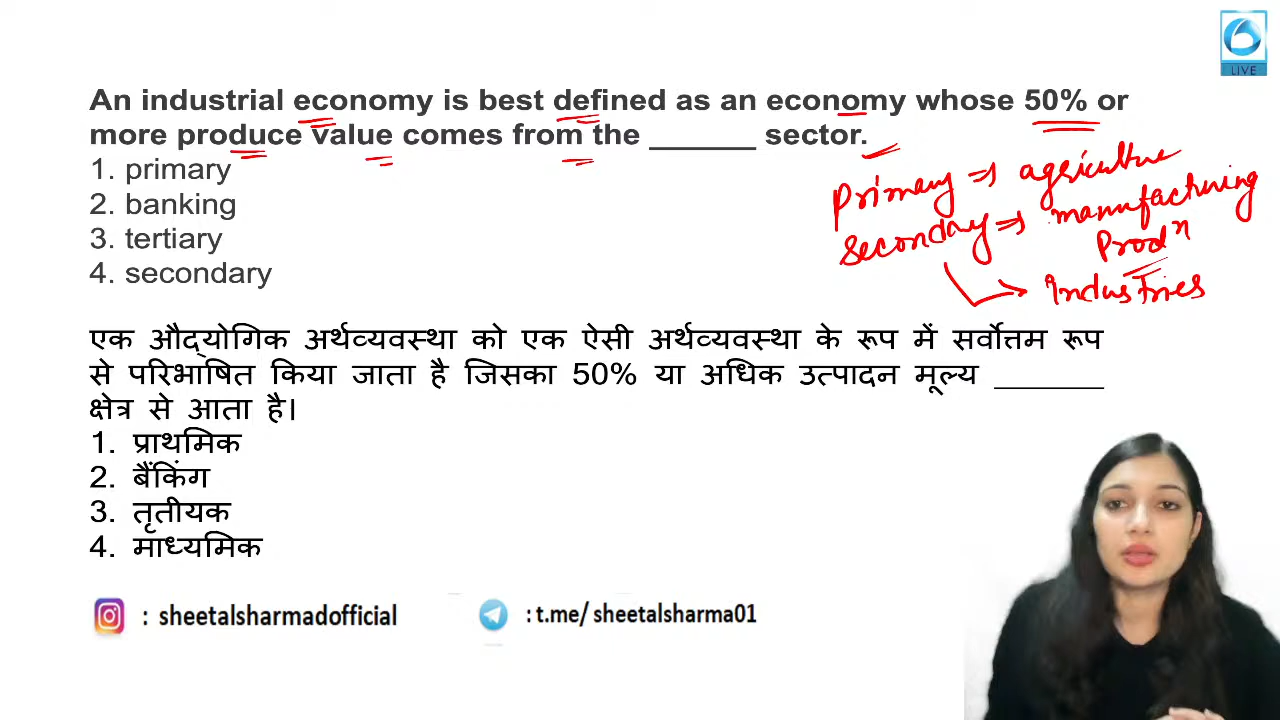 LIVE
An industrial economy is best defined as an economy whose 50% or
more produce value comes from the ______ sector.
1. primary
2. banking
3. tertiary
4. secondary
Primary ⇒ agriculture
Secondary ⇒ manufacturing
Prodⁿ
Industries
एक औद्योगिक अर्थव्यवस्था को एक ऐसी अर्थव्यवस्था के रूप में सर्वोत्तम रूप
से परिभाषित किया जाता है जिसका 50% या अधिक उत्पादन मूल्य ______
क्षेत्र से आता है।
1. प्राथमिक
2. बैंकिंग
3. तृतीयक
4. माध्यमिक
: sheetalsharmadofficial
: t.me/ sheetalsharma01